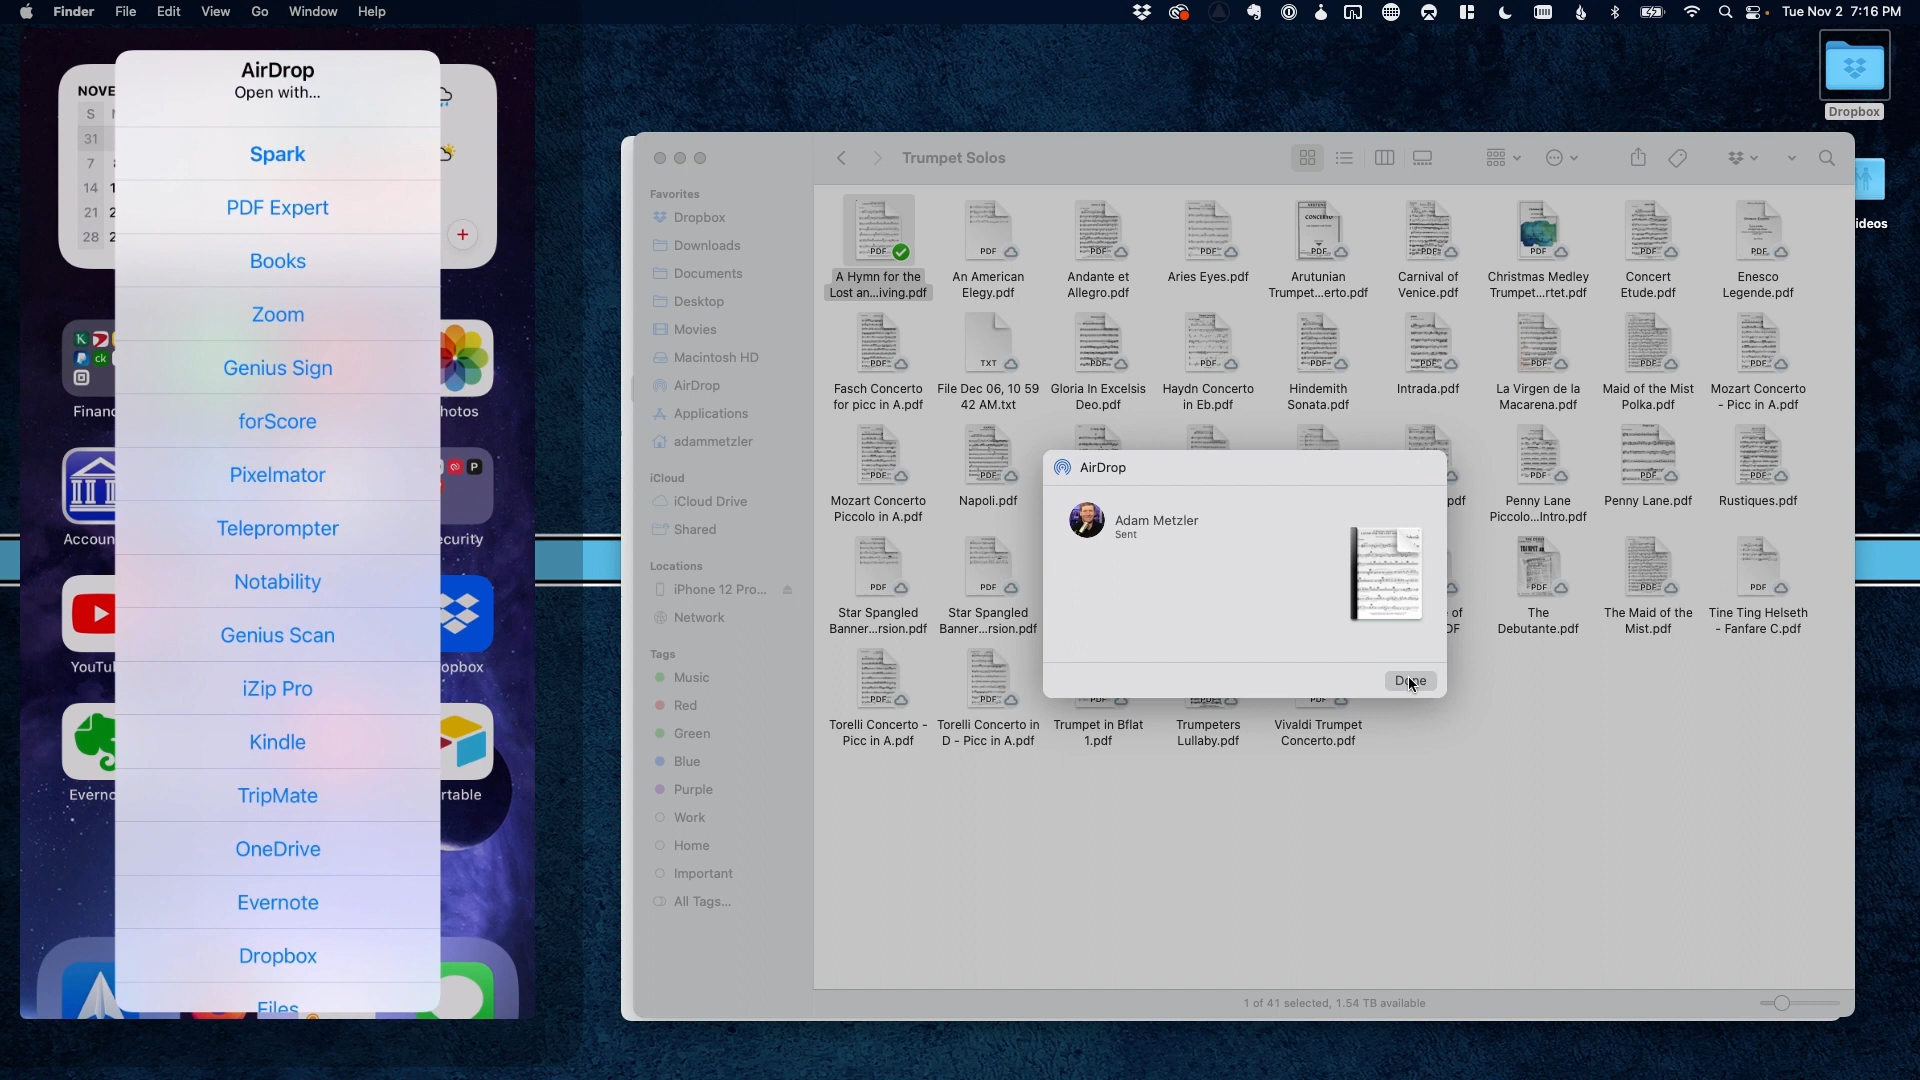 Finder File Edit View Go Window Help
Tue Nov 2 7:16 PM
AirDrop
Open with...
Spark
PDF Expert
Books
Zoom
Genius Sign
forScore
Pixelmator
Teleprompter
Notability
Genius Scan
iZip Pro
Kindle
TripMate
OneDrive
Evernote
Dropbox
Files
NOVE
S
31
7
14
21
28
Financ
hotos
Accoun
ecurity
YouTu
opbox
Everno
rtable
Dropbox
ideos
Trumpet Solos
Favorites
Dropbox
Downloads
Documents
Desktop
Movies
Macintosh HD
AirDrop
Applications
adammetzler
iCloud
iCloud Drive
Shared
Locations
iPhone 12 Pro...
Network
Tags
Music
Red
Green
Blue
Purple
Work
Home
Important
All Tags...
A Hymn for the
Lost an...iving.pdf
An American
Elegy.pdf
Andante et
Allegro.pdf
Aries Eyes.pdf
Arutunian
Trumpet...erto.pdf
Carnival of
Venice.pdf
Christmas Medley
Trumpet...rtet.pdf
Concert
Etude.pdf
Enesco
Legende.pdf
Fasch Concerto
for picc in A.pdf
File Dec 06, 10 59
42 AM.txt
Gloria In Excelsis
Deo.pdf
Haydn Concerto
in Eb.pdf
Hindemith
Sonata.pdf
Intrada.pdf
La Virgen de la
Macarena.pdf
Maid of the Mist
Polka.pdf
Mozart Concerto
- Picc in A.pdf
Mozart Concerto
Piccolo in A.pdf
Napoli.pdf
pdf
Penny Lane
Piccolo...Intro.pdf
Penny Lane.pdf
Rustiques.pdf
Star Spangled
Banner...rsion.pdf
Star Spangled
Banner...rsion.pdf
of
DF
The
Debutante.pdf
The Maid of the
Mist.pdf
Tine Ting Helseth
- Fanfare C.pdf
Torelli Concerto -
Picc in A.pdf
Torelli Concerto in
D - Picc in A.pdf
Trumpet in Bflat
1.pdf
Trumpeters
Lullaby.pdf
Vivaldi Trumpet
Concerto.pdf
AirDrop
Adam Metzler
Sent
Done
1 of 41 selected, 1.54 TB available